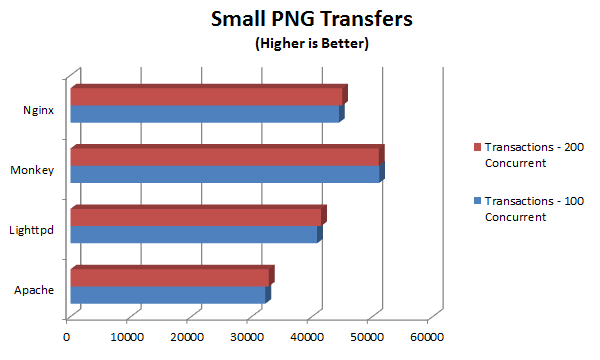 Small PNG Transfers
(Higher is Better)
Nginx
Monkey
Lighttpd
Apache
0 10000 20000 30000 40000 50000 60000
Transactions - 200
Concurrent
Transactions - 100
Concurrent